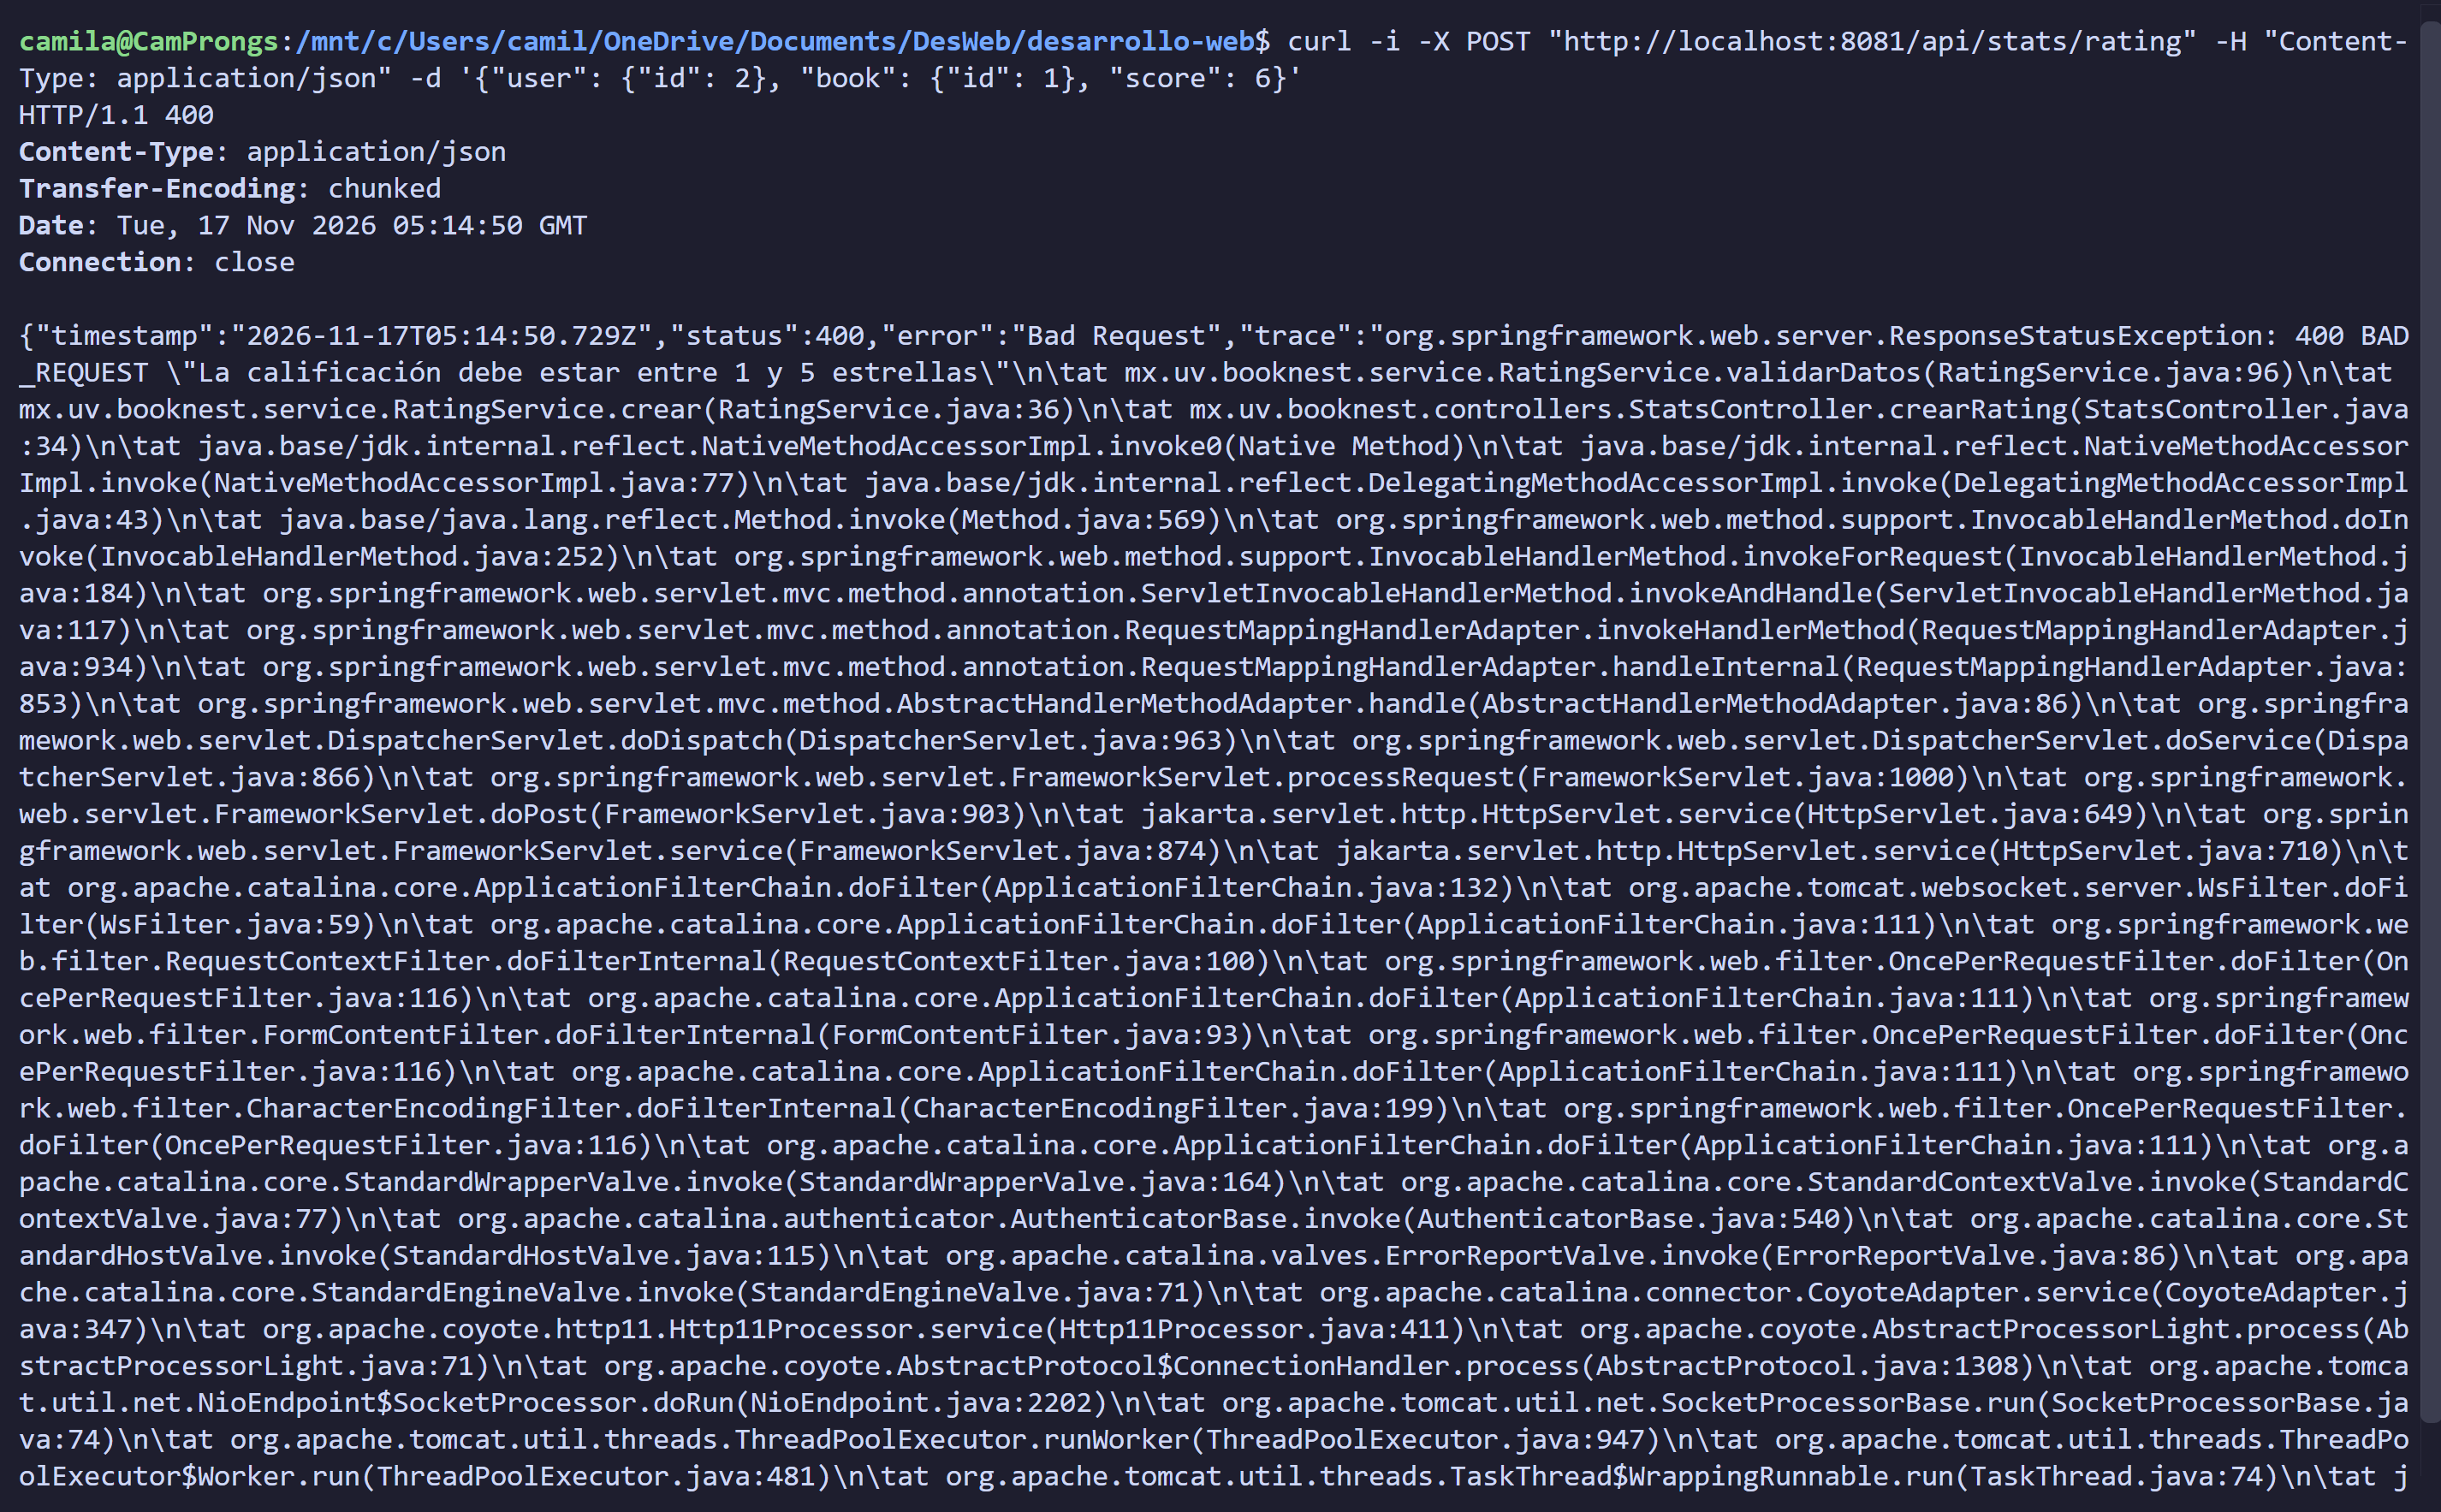 camila@CamProngs:/mnt/c/Users/camil/OneDrive/Documents/DesWeb/desarrollo-web$ curl -i -X POST "http://localhost:8081/api/stats/rating" -H "Content-
Type: application/json" -d '{"user": {"id": 2}, "book": {"id": 1}, "score": 6}'
HTTP/1.1 400
Content-Type: application/json
Transfer-Encoding: chunked
Date: Tue, 17 Nov 2026 05:14:50 GMT
Connection: close

{"timestamp":"2026-11-17T05:14:50.729Z","status":400,"error":"Bad Request","trace":"org.springframework.web.server.ResponseStatusException: 400 BAD
_REQUEST \"La calificación debe estar entre 1 y 5 estrellas\"\n\tat mx.uv.booknest.service.RatingService.validarDatos(RatingService.java:96)\n\tat
mx.uv.booknest.service.RatingService.crear(RatingService.java:36)\n\tat mx.uv.booknest.controllers.StatsController.crearRating(StatsController.java
:34)\n\tat java.base/jdk.internal.reflect.NativeMethodAccessorImpl.invoke0(Native Method)\n\tat java.base/jdk.internal.reflect.NativeMethodAccessor
Impl.invoke(NativeMethodAccessorImpl.java:77)\n\tat java.base/jdk.internal.reflect.DelegatingMethodAccessorImpl.invoke(DelegatingMethodAccessorImpl
.java:43)\n\tat java.base/java.lang.reflect.Method.invoke(Method.java:569)\n\tat org.springframework.web.method.support.InvocableHandlerMethod.doIn
voke(InvocableHandlerMethod.java:252)\n\tat org.springframework.web.method.support.InvocableHandlerMethod.invokeForRequest(InvocableHandlerMethod.j
ava:184)\n\tat org.springframework.web.servlet.mvc.method.annotation.ServletInvocableHandlerMethod.invokeAndHandle(ServletInvocableHandlerMethod.ja
va:117)\n\tat org.springframework.web.servlet.mvc.method.annotation.RequestMappingHandlerAdapter.invokeHandlerMethod(RequestMappingHandlerAdapter.j
ava:934)\n\tat org.springframework.web.servlet.mvc.method.annotation.RequestMappingHandlerAdapter.handleInternal(RequestMappingHandlerAdapter.java:
853)\n\tat org.springframework.web.servlet.mvc.method.AbstractHandlerMethodAdapter.handle(AbstractHandlerMethodAdapter.java:86)\n\tat org.springfra
mework.web.servlet.DispatcherServlet.doDispatch(DispatcherServlet.java:963)\n\tat org.springframework.web.servlet.DispatcherServlet.doService(Dispa
tcherServlet.java:866)\n\tat org.springframework.web.servlet.FrameworkServlet.processRequest(FrameworkServlet.java:1000)\n\tat org.springframework.
web.servlet.FrameworkServlet.doPost(FrameworkServlet.java:903)\n\tat jakarta.servlet.http.HttpServlet.service(HttpServlet.java:649)\n\tat org.sprin
gframework.web.servlet.FrameworkServlet.service(FrameworkServlet.java:874)\n\tat jakarta.servlet.http.HttpServlet.service(HttpServlet.java:710)\n\t
at org.apache.catalina.core.ApplicationFilterChain.doFilter(ApplicationFilterChain.java:132)\n\tat org.apache.tomcat.websocket.server.WsFilter.doFi
lter(WsFilter.java:59)\n\tat org.apache.catalina.core.ApplicationFilterChain.doFilter(ApplicationFilterChain.java:111)\n\tat org.springframework.we
b.filter.RequestContextFilter.doFilterInternal(RequestContextFilter.java:100)\n\tat org.springframework.web.filter.OncePerRequestFilter.doFilter(On
cePerRequestFilter.java:116)\n\tat org.apache.catalina.core.ApplicationFilterChain.doFilter(ApplicationFilterChain.java:111)\n\tat org.springframew
ork.web.filter.FormContentFilter.doFilterInternal(FormContentFilter.java:93)\n\tat org.springframework.web.filter.OncePerRequestFilter.doFilter(Onc
ePerRequestFilter.java:116)\n\tat org.apache.catalina.core.ApplicationFilterChain.doFilter(ApplicationFilterChain.java:111)\n\tat org.springframewo
rk.web.filter.CharacterEncodingFilter.doFilterInternal(CharacterEncodingFilter.java:199)\n\tat org.springframework.web.filter.OncePerRequestFilter.
doFilter(OncePerRequestFilter.java:116)\n\tat org.apache.catalina.core.ApplicationFilterChain.doFilter(ApplicationFilterChain.java:111)\n\tat org.a
pache.catalina.core.StandardWrapperValve.invoke(StandardWrapperValve.java:164)\n\tat org.apache.catalina.core.StandardContextValve.invoke(StandardC
ontextValve.java:77)\n\tat org.apache.catalina.authenticator.AuthenticatorBase.invoke(AuthenticatorBase.java:540)\n\tat org.apache.catalina.core.St
andardHostValve.invoke(StandardHostValve.java:115)\n\tat org.apache.catalina.valves.ErrorReportValve.invoke(ErrorReportValve.java:86)\n\tat org.apa
che.catalina.core.StandardEngineValve.invoke(StandardEngineValve.java:71)\n\tat org.apache.catalina.connector.CoyoteAdapter.service(CoyoteAdapter.j
ava:347)\n\tat org.apache.coyote.http11.Http11Processor.service(Http11Processor.java:411)\n\tat org.apache.coyote.AbstractProcessorLight.process(Ab
stractProcessorLight.java:71)\n\tat org.apache.coyote.AbstractProtocol$ConnectionHandler.process(AbstractProtocol.java:1308)\n\tat org.apache.tomca
t.util.net.NioEndpoint$SocketProcessor.doRun(NioEndpoint.java:2202)\n\tat org.apache.tomcat.util.net.SocketProcessorBase.run(SocketProcessorBase.ja
va:74)\n\tat org.apache.tomcat.util.threads.ThreadPoolExecutor.runWorker(ThreadPoolExecutor.java:947)\n\tat org.apache.tomcat.util.threads.ThreadPo
olExecutor$Worker.run(ThreadPoolExecutor.java:481)\n\tat org.apache.tomcat.util.threads.TaskThread$WrappingRunnable.run(TaskThread.java:74)\n\tat j